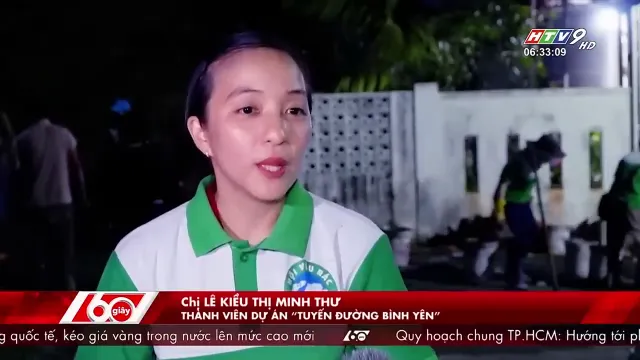 HTV9 HD
06:33:09
Chị LÊ KIỀU THỊ MINH THƯ
THÀNH VIÊN DỰ ÁN “TUYẾN ĐƯỜNG BÌNH YÊN”
60 giây
quốc tế, kéo giá vàng trong nước lên mức cao mới 60 Quy hoạch chung TP.HCM: Hướng tới